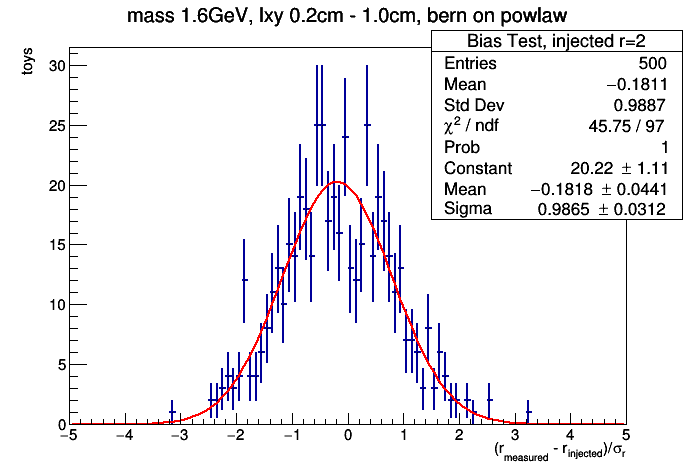 mass 1.6GeV, lxy 0.2cm - 1.0cm, bern on powlaw
Bias Test, injected r=2
Entries 500
Mean −0.1811
Std Dev 0.9887
χ² / ndf 45.75 / 97
Prob 1
Constant 20.22 ± 1.11
Mean −0.1818 ± 0.0441
Sigma 0.9865 ± 0.0312
toys
30
25
20
15
10
5
0
−5 −4 −3 −2 −1 0 1 2 3 4 5
(r_measured - r_injected)/σ_r